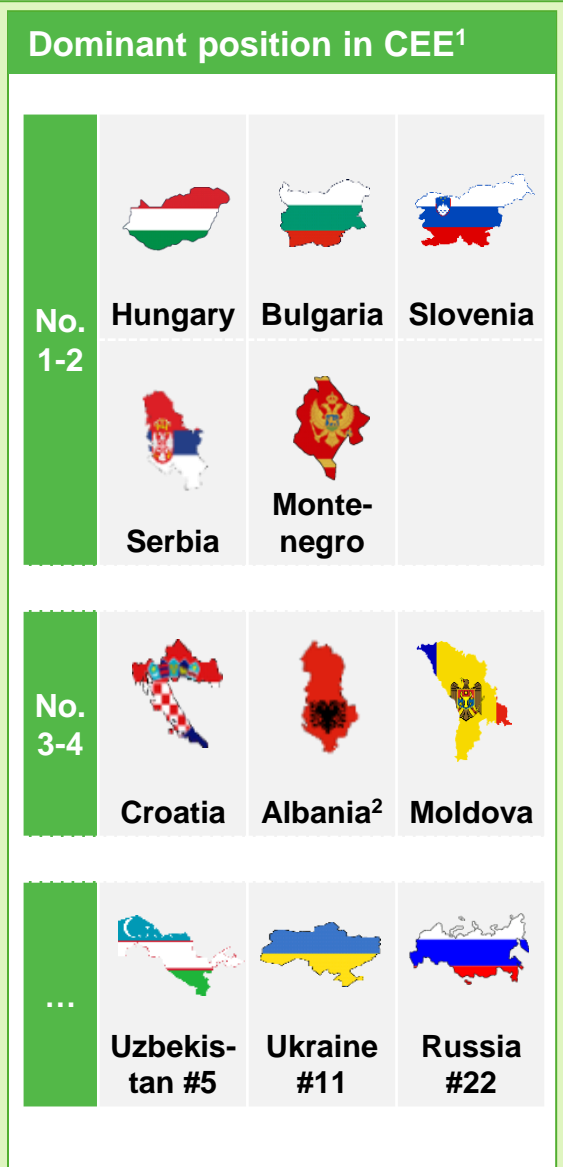 Dominant position in CEE¹
No.
1-2
Hungary
Bulgaria
Slovenia
Serbia
Monte-
negro
No.
3-4
Croatia
Albania²
Moldova
...
Uzbekis-
tan #5
Ukraine
#11
Russia
#22